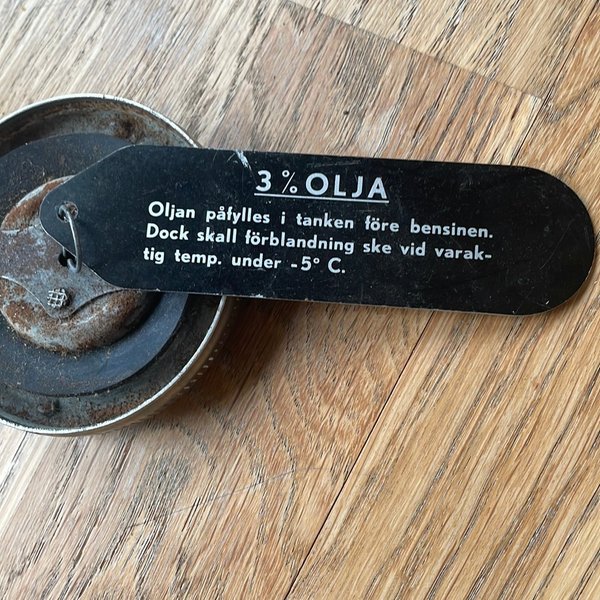 3% OLJA
Oljan påfylles i tanken före bensinen.
Dock skall förblandning ske vid varak-
tig temp. under -5° C.